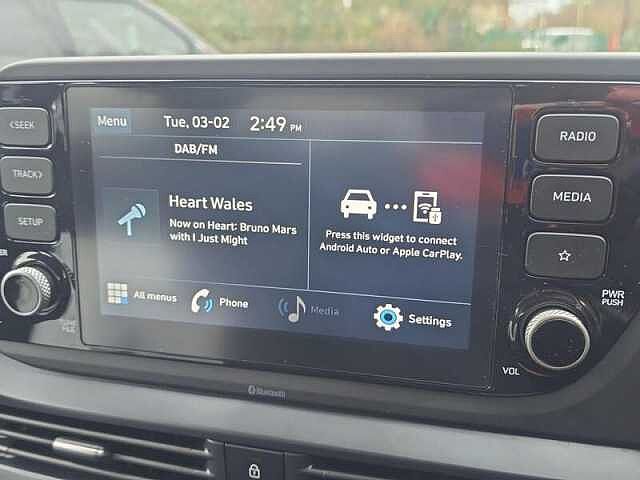 <SEEK
TRACK>
SETUP
Menu
Tue, 03-02
2:49 PM
DAB/FM
Heart Wales
Now on Heart: Bruno Mars
with I Just Might
Press this widget to connect
Android Auto or Apple CarPlay.
All menus
Phone
Media
Settings
RADIO
MEDIA
PWR
PUSH
VOL
Bluetooth